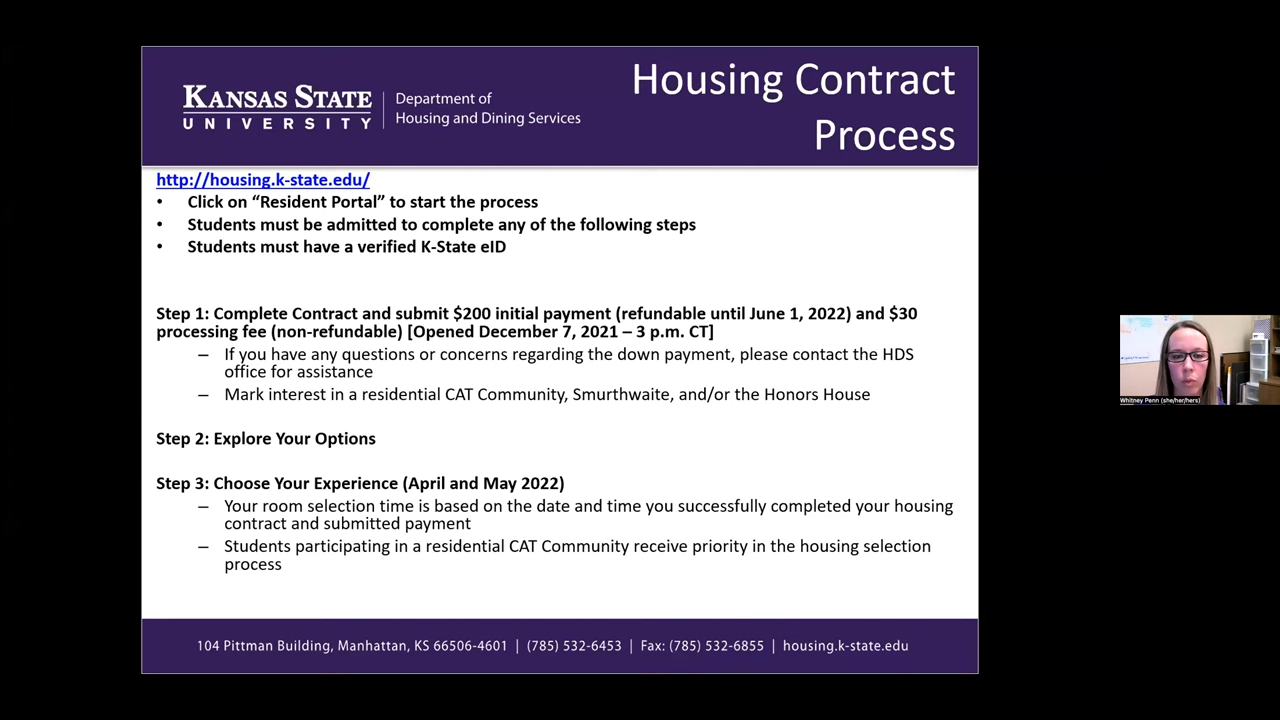 Housing Contract
Process
KANSAS STATE
UNIVERSITY
Department of
Housing and Dining Services
http://housing.k-state.edu/
• Click on “Resident Portal” to start the process
• Students must be admitted to complete any of the following steps
• Students must have a verified K-State eID
Step 1: Complete Contract and submit $200 initial payment (refundable until June 1, 2022) and $30
processing fee (non-refundable) [Opened December 7, 2021 – 3 p.m. CT]
– If you have any questions or concerns regarding the down payment, please contact the HDS
office for assistance
– Mark interest in a residential CAT Community, Smurthwaite, and/or the Honors House
Step 2: Explore Your Options
Step 3: Choose Your Experience (April and May 2022)
– Your room selection time is based on the date and time you successfully completed your housing
contract and submitted payment
– Students participating in a residential CAT Community receive priority in the housing selection
process
104 Pittman Building, Manhattan, KS 66506-4601 | (785) 532-6453 | Fax: (785) 532-6855 | housing.k-state.edu
Whitney Penn (she/her/hers)